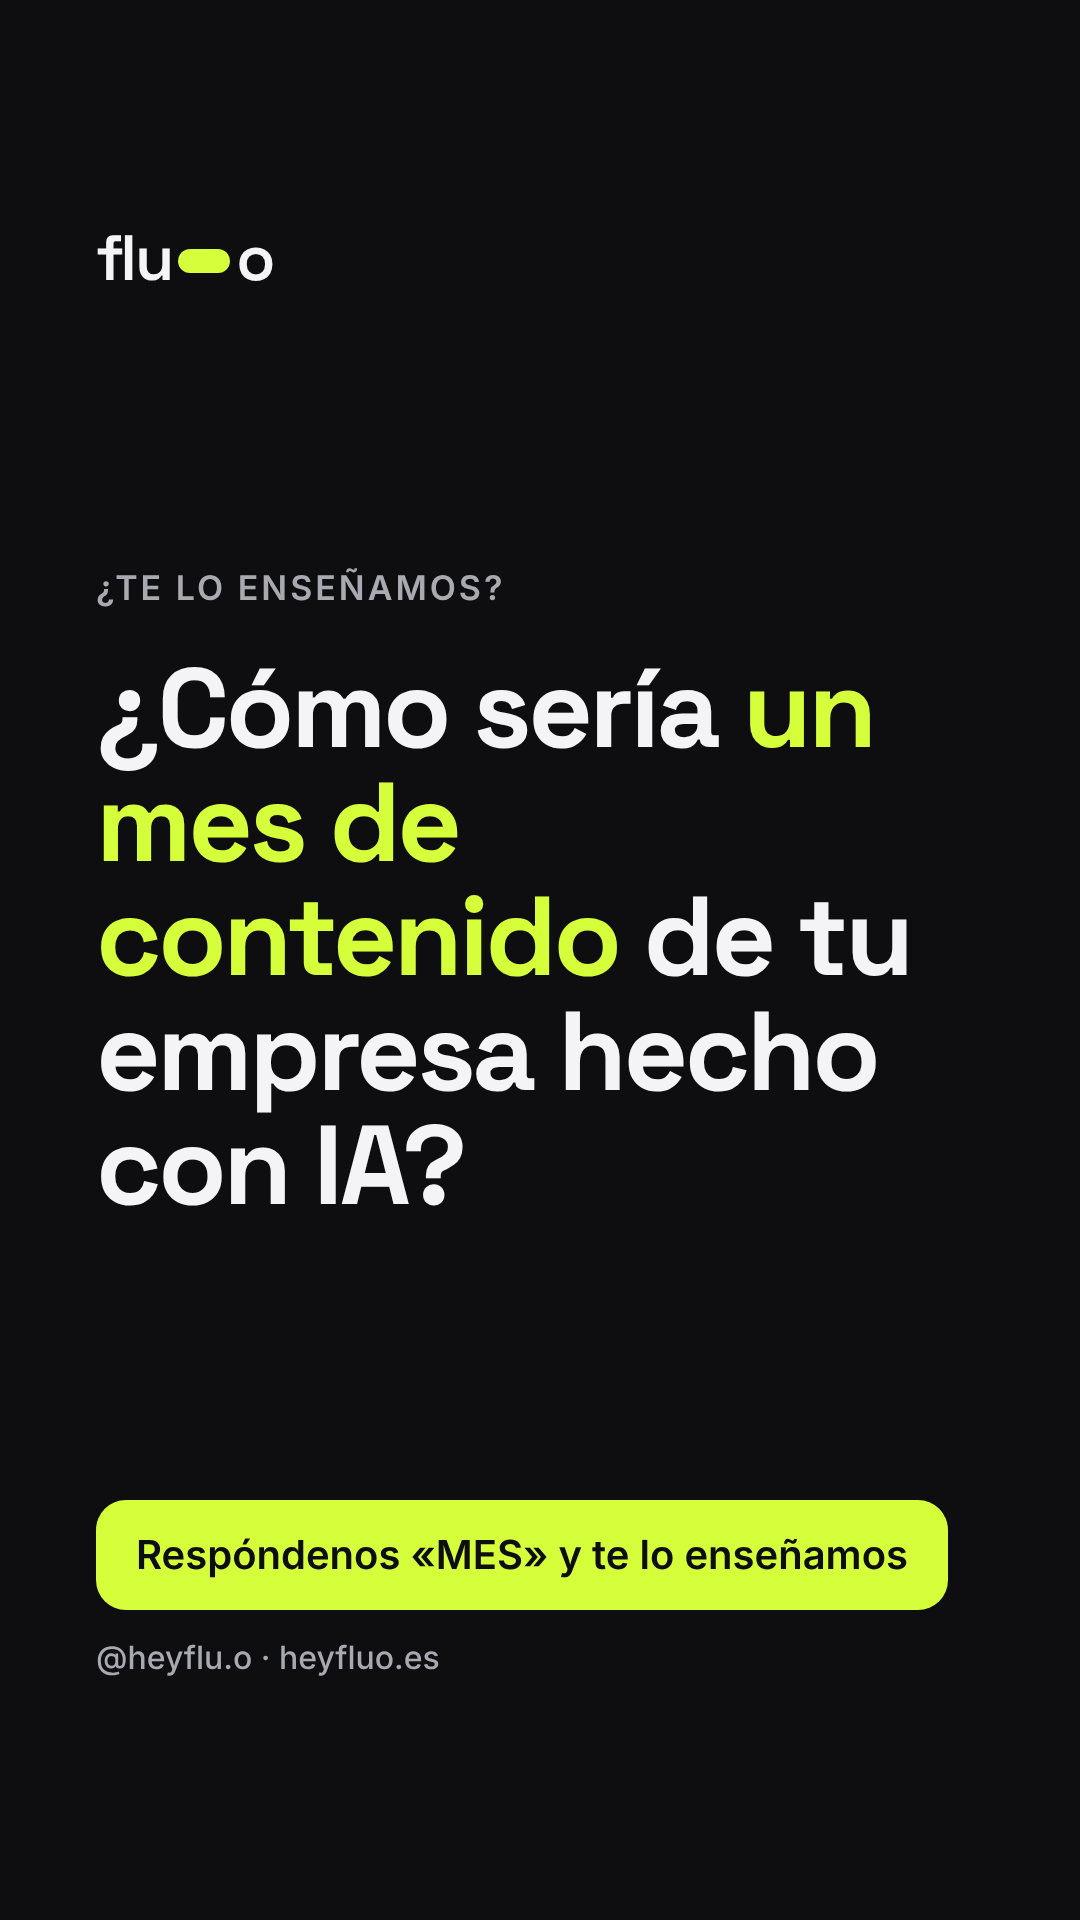 fluo
¿TE LO ENSEÑAMOS?
¿Cómo sería un
mes de
contenido de tu
empresa hecho
con IA?
Respóndenos «MES» y te lo enseñamos
@heyflu.o · heyfluo.es